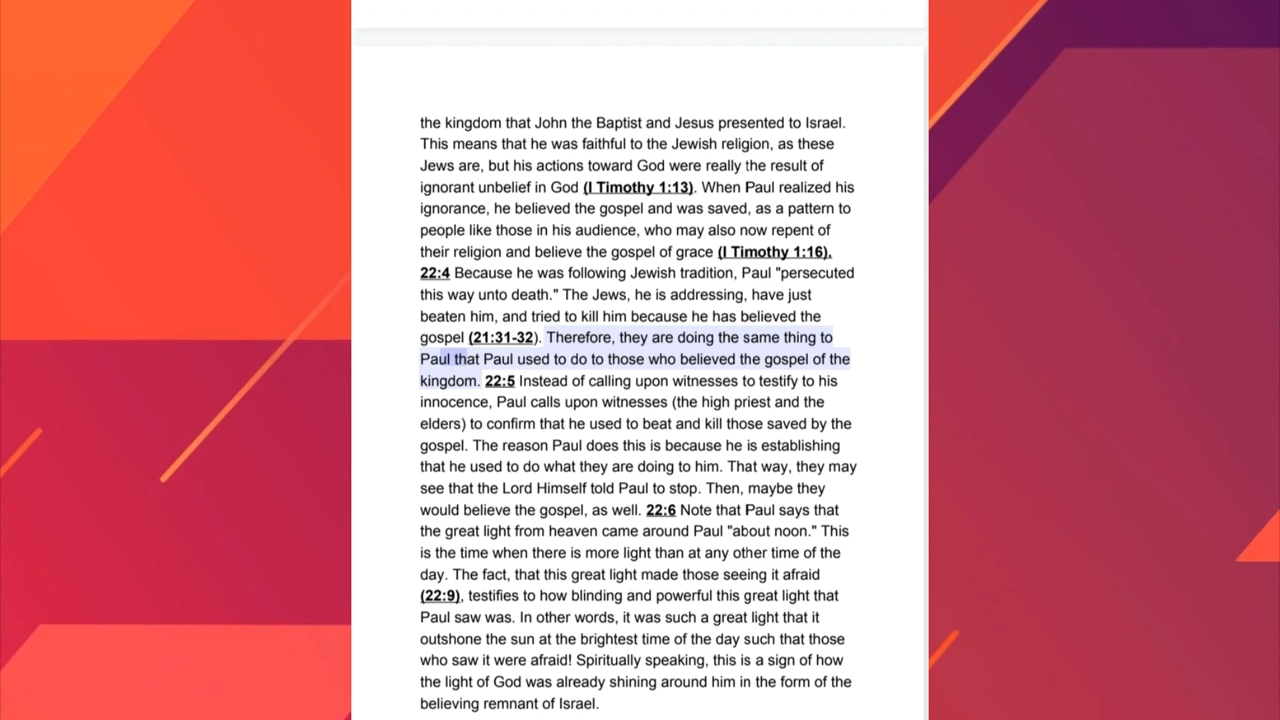 the kingdom that John the Baptist and Jesus presented to Israel.
This means that he was faithful to the Jewish religion, as these
Jews are, but his actions toward God were really the result of
ignorant unbelief in God (I Timothy 1:13). When Paul realized his
ignorance, he believed the gospel and was saved, as a pattern to
people like those in his audience, who may also now repent of
their religion and believe the gospel of grace (I Timothy 1:16).
22:4 Because he was following Jewish tradition, Paul "persecuted
this way unto death." The Jews, he is addressing, have just
beaten him, and tried to kill him because he has believed the
gospel (21:31-32). Therefore, they are doing the same thing to
Paul that Paul used to do to those who believed the gospel of the
kingdom. 22:5 Instead of calling upon witnesses to testify to his
innocence, Paul calls upon witnesses (the high priest and the
elders) to confirm that he used to beat and kill those saved by the
gospel. The reason Paul does this is because he is establishing
that he used to do what they are doing to him. That way, they may
see that the Lord Himself told Paul to stop. Then, maybe they
would believe the gospel, as well. 22:6 Note that Paul says that
the great light from heaven came around Paul "about noon." This
is the time when there is more light than at any other time of the
day. The fact, that this great light made those seeing it afraid
(22:9), testifies to how blinding and powerful this great light that
Paul saw was. In other words, it was such a great light that it
outshone the sun at the brightest time of the day such that those
who saw it were afraid! Spiritually speaking, this is a sign of how
the light of God was already shining around him in the form of the
believing remnant of Israel.